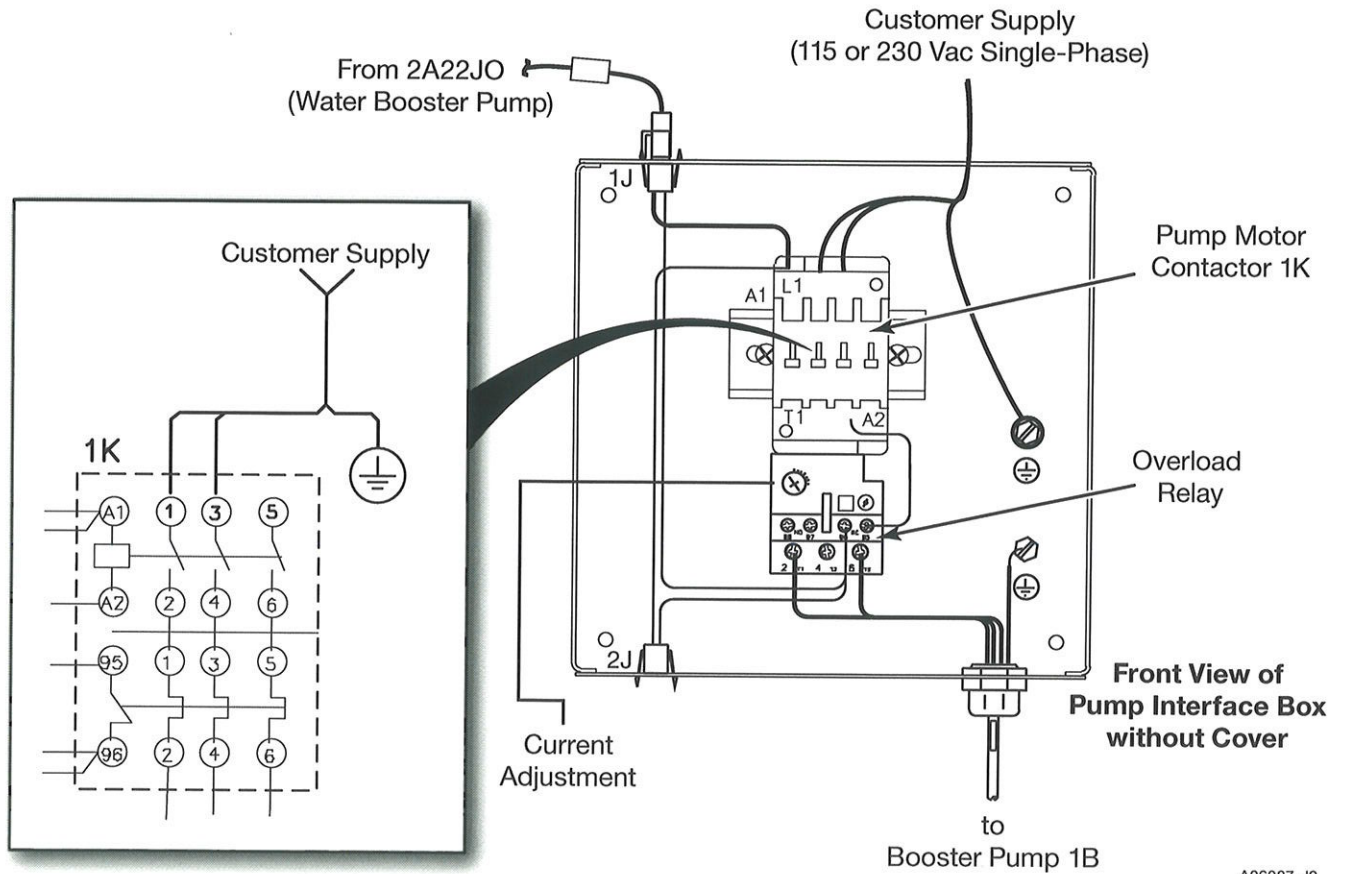 Customer Supply
(115 or 230 Vac Single-Phase)
From 2A22JO
(Water Booster Pump)
1J
Pump Motor
Contactor 1K
L1
A1
T1
A2
Overload
Relay
2 T1 4 6
2J
Front View of
Pump Interface Box
without Cover
Current
Adjustment
to
Booster Pump 1B
Customer Supply
1K
A1 1 3 5
A2 2 4 6
95 1 3 5
96 2 4 6